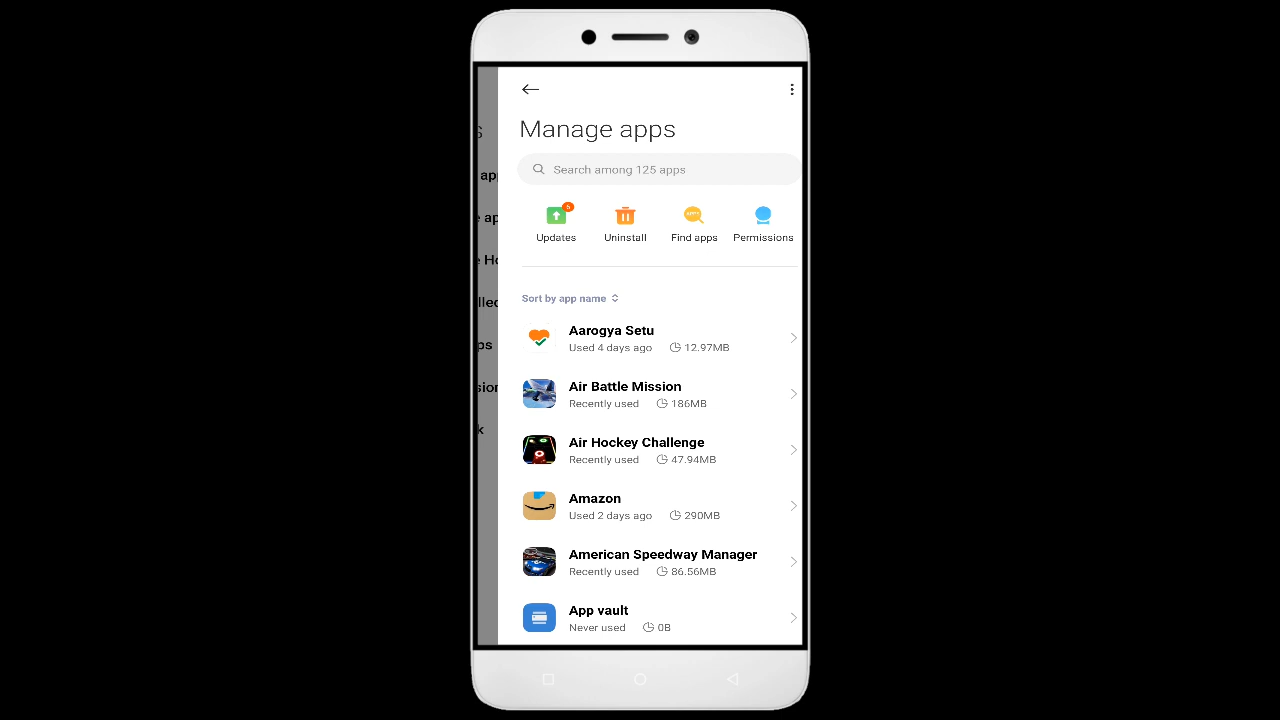 Manage apps
Search among 125 apps
Updates Uninstall Find apps Permissions
Sort by app name
Aarogya Setu
Used 4 days ago 12.97MB
Air Battle Mission
Recently used 186MB
Air Hockey Challenge
Recently used 47.94MB
Amazon
Used 2 days ago 290MB
American Speedway Manager
Recently used 86.56MB
App vault
Never used 0B